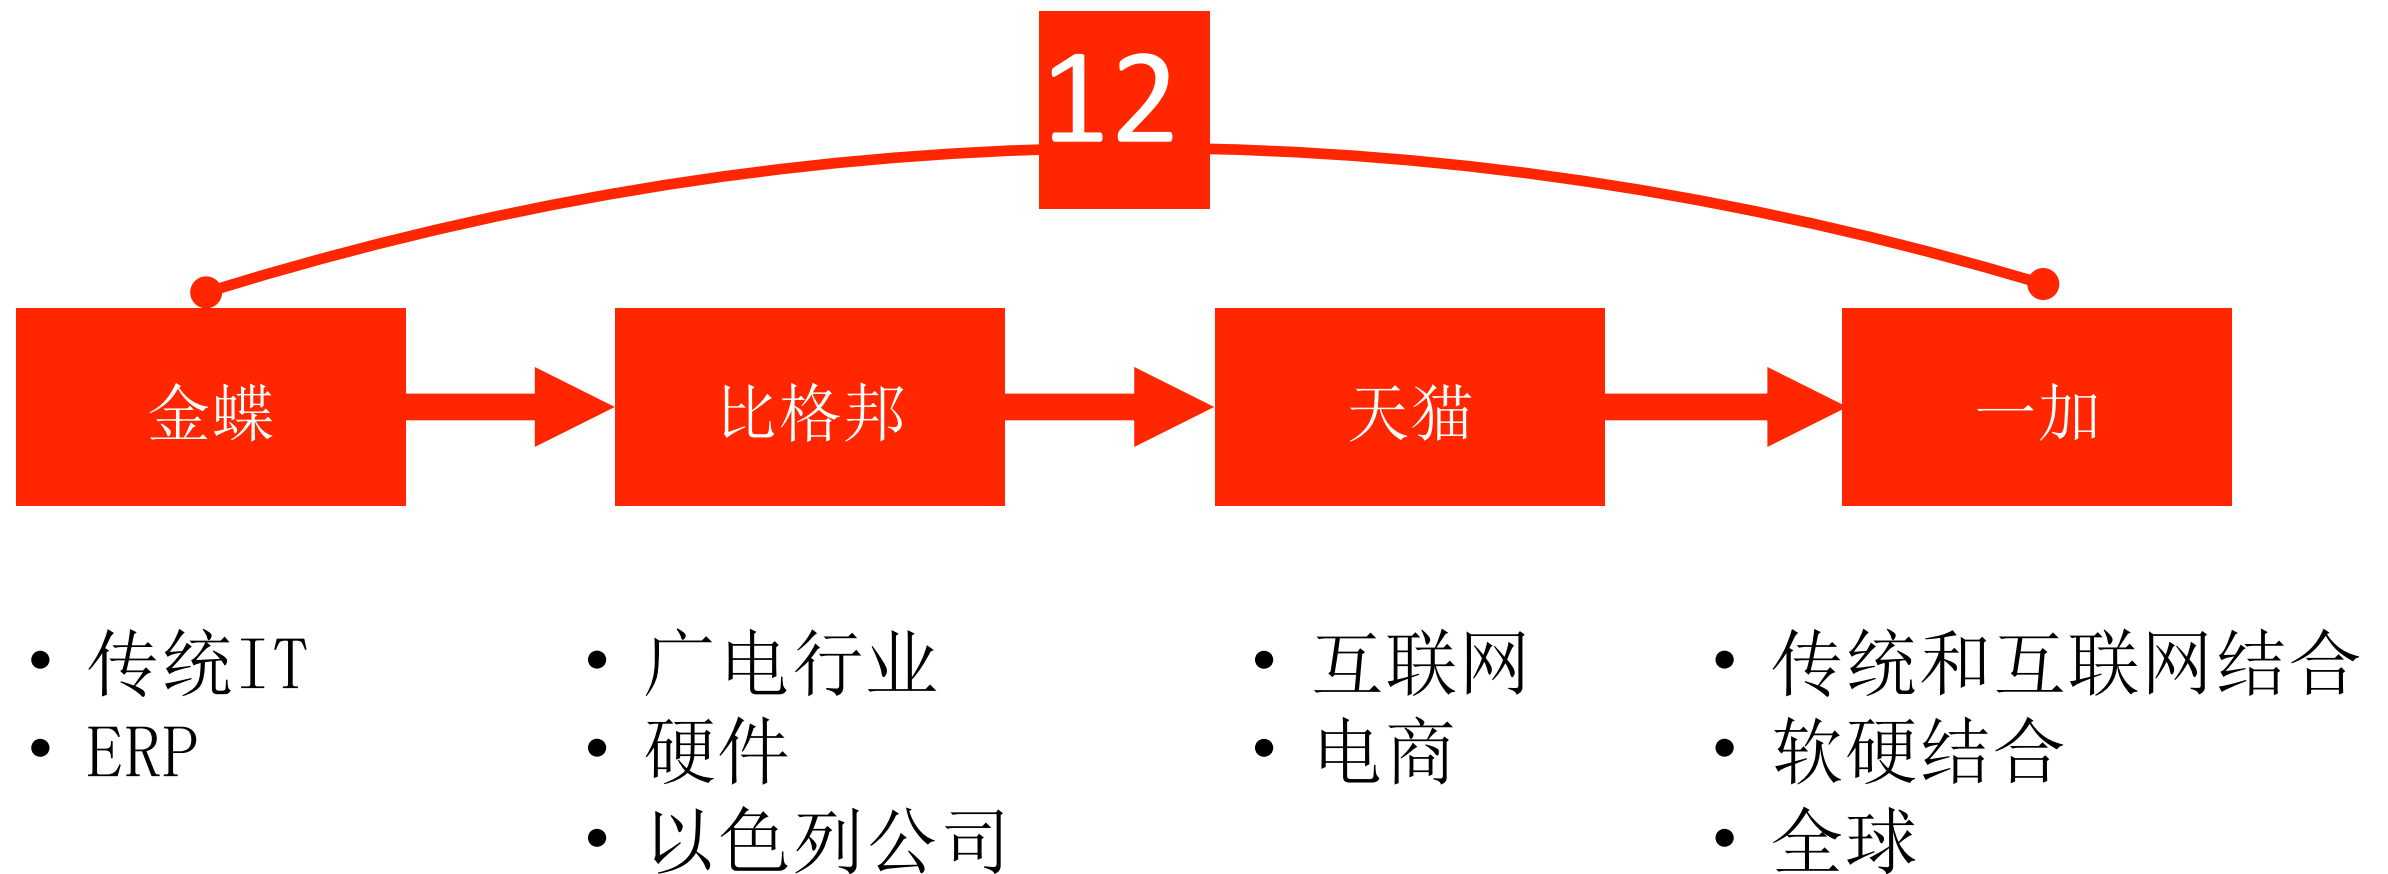 12
金蝶
比格邦
天猫
一加
• 传统IT
• ERP
• 广电行业
• 硬件
• 以色列公司
• 互联网
• 电商
• 传统和互联网结合
• 软硬结合
• 全球